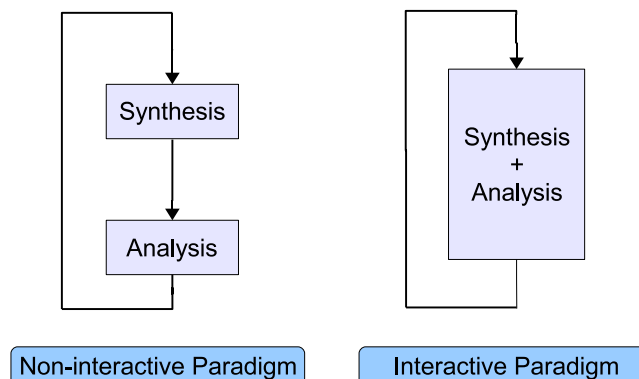 Synthesis
Analysis
Non-interactive Paradigm
Synthesis
+
Analysis
Interactive Paradigm